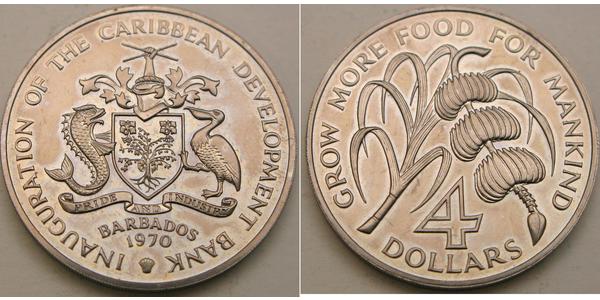 INAUGURATION OF THE CARIBBEAN DEVELOPMENT BANK
PRIDE AND INDUSTRY
BARBADOS
1970
GROW MORE FOOD FOR MANKIND
4
DOLLARS